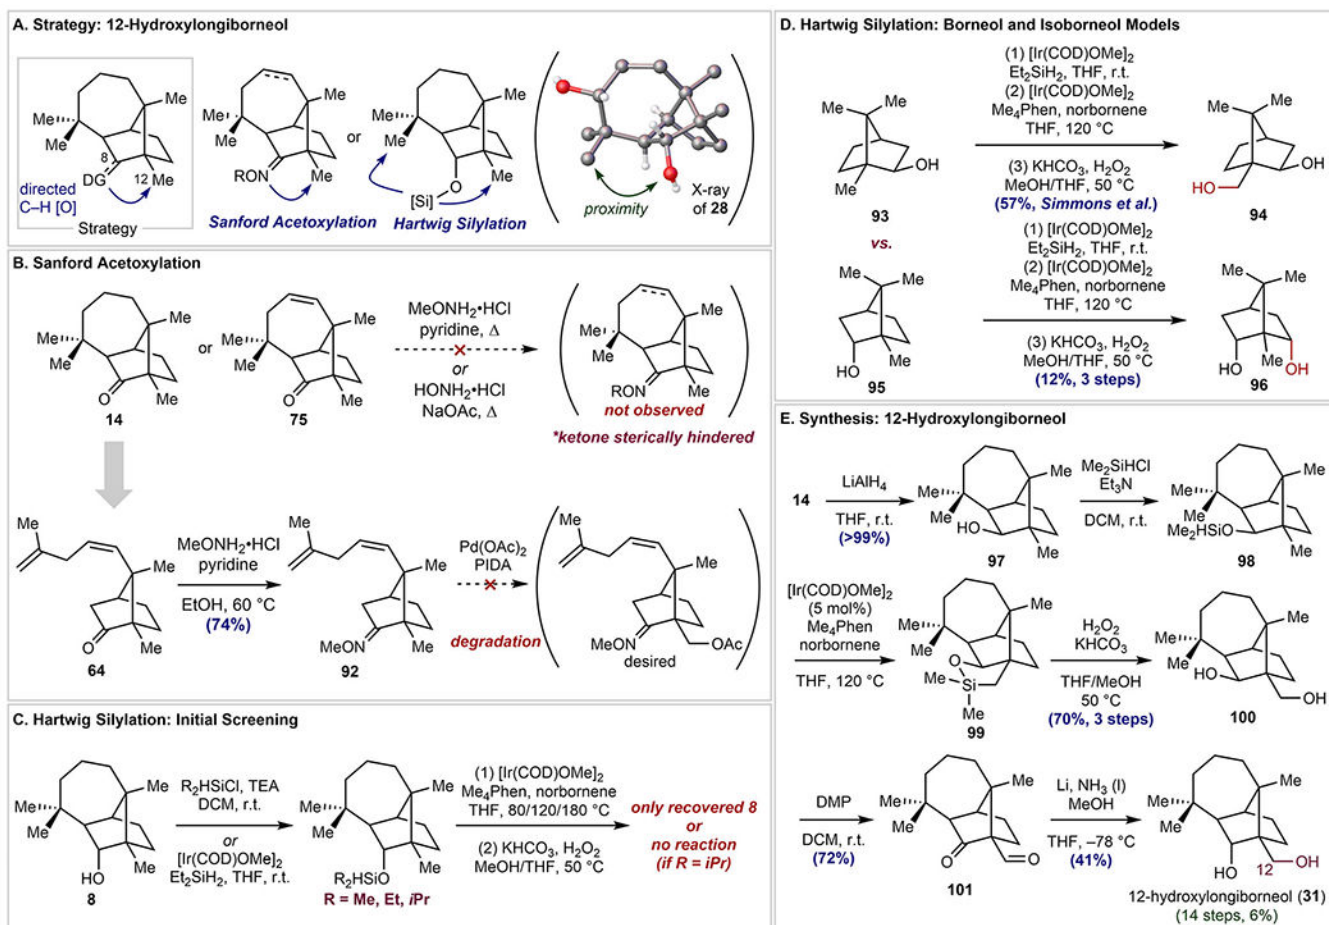 A. Strategy: 12-Hydroxylongiborneol
Me
Me
Me
8
DG
12
Me
directed
C–H [O]
Strategy
Me
Me
Me
RON
Me
Sanford Acetoxylation
or
Me
Me
Me
O
[Si]
Me
Hartwig Silylation
proximity
X-ray
of 28
B. Sanford Acetoxylation
Me
Me
Me
O
Me
14
or
Me
Me
Me
O
Me
75
MeONH2•HCl
pyridine, Δ
or
HONH2•HCl
NaOAc, Δ
Me
Me
Me
RON
Me
not observed
*ketone sterically hindered
Me
Me
O
Me
64
MeONH2•HCl
pyridine
EtOH, 60 °C
(74%)
Me
Me
MeON
Me
92
Pd(OAc)2
PIDA
degradation
Me
Me
MeON
OAc
desired
C. Hartwig Silylation: Initial Screening
Me
Me
Me
HO
Me
8
R2HSiCl, TEA
DCM, r.t.
or
[Ir(COD)OMe]2
Et2SiH2, THF, r.t.
Me
Me
Me
R2HSiO
Me
R = Me, Et, iPr
(1) [Ir(COD)OMe]2
Me4Phen, norbornene
THF, 80/120/180 °C
(2) KHCO3, H2O2
MeOH/THF, 50 °C
only recovered 8
or
no reaction
(if R = iPr)
D. Hartwig Silylation: Borneol and Isoborneol Models
Me
Me
OH
Me
93
(1) [Ir(COD)OMe]2
Et2SiH2, THF, r.t.
(2) [Ir(COD)OMe]2
Me4Phen, norbornene
THF, 120 °C
(3) KHCO3, H2O2
MeOH/THF, 50 °C
(57%, Simmons et al.)
Me
Me
OH
HO
94
vs.
Me
Me
Me
HO
95
(1) [Ir(COD)OMe]2
Et2SiH2, THF, r.t.
(2) [Ir(COD)OMe]2
Me4Phen, norbornene
THF, 120 °C
(3) KHCO3, H2O2
MeOH/THF, 50 °C
(12%, 3 steps)
Me
Me
Me
HO
OH
96
E. Synthesis: 12-Hydroxylongiborneol
14
LiAlH4
THF, r.t.
(>99%)
Me
Me
Me
HO
Me
97
Me2SiHCl
Et3N
DCM, r.t.
Me
Me
Me
Me2HSiO
Me
98
[Ir(COD)OMe]2
(5 mol%)
Me4Phen
norbornene
THF, 120 °C
Me
Me
Me
O
Me
Si
Me
99
H2O2
KHCO3
THF/MeOH
50 °C
(70%, 3 steps)
Me
Me
Me
HO
OH
100
DMP
DCM, r.t.
(72%)
Me
Me
Me
O
O
101
Li, NH3 (l)
MeOH
THF, –78 °C
(41%)
Me
Me
Me
HO
12
OH
12-hydroxylongiborneol (31)
(14 steps, 6%)